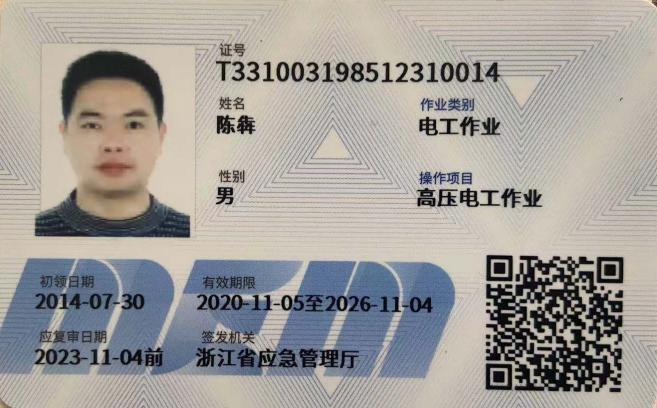 证号
T331003198512310014
姓名
陈犇
作业类别
电工作业
性别
男
操作项目
高压电工作业
初领日期
2014-07-30
有效期限
2020-11-05至2026-11-04
应复审日期
2023-11-04前
签发机关
浙江省应急管理厅